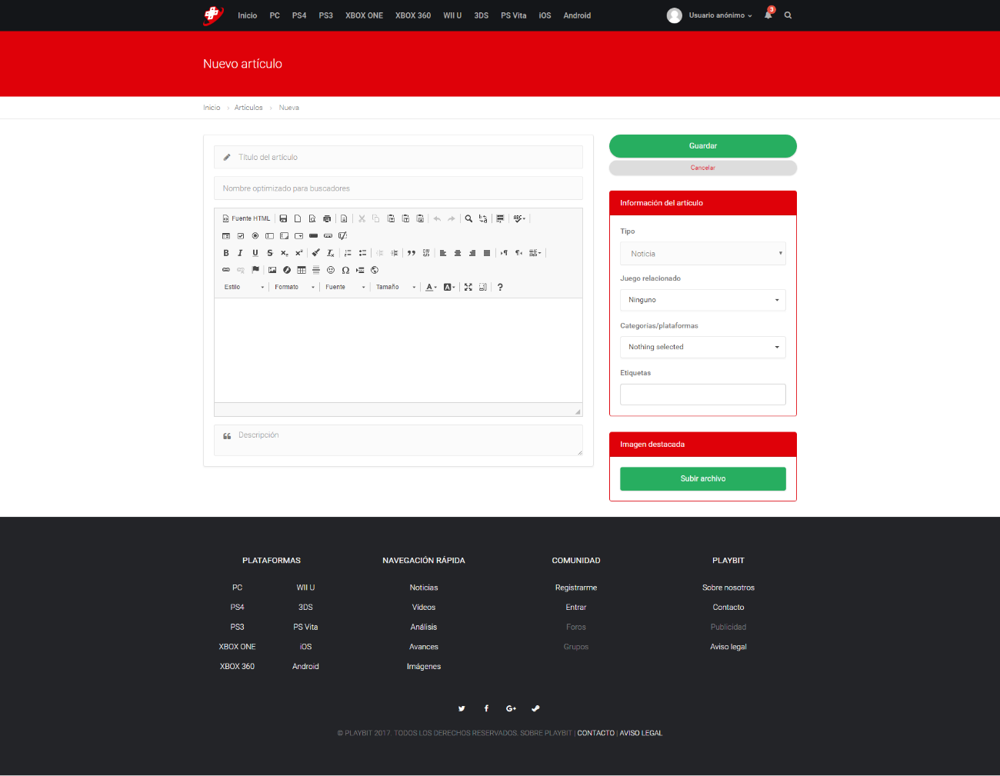 Inicio PC PS4 PS3 XBOX ONE XBOX 360 WII U 3DS PS Vita iOS Android Usuario anónimo 3
Nuevo artículo
Inicio › Artículos › Nueva
Título del artículo
Nombre optimizado para buscadores
Fuente HTML
ABC
B I U S x₂ x² Tx
Estilo Formato Fuente Tamaño A A ?
Descripción
Guardar
Cancelar
Información del artículo
Tipo
Noticia
Juego relacionado
Ninguno
Categorías/plataformas
Nothing selected
Etiquetas
Imagen destacada
Subir archivo
PLATAFORMAS
PC WII U
PS4 3DS
PS3 PS Vita
XBOX ONE iOS
XBOX 360 Android
NAVEGACIÓN RÁPIDA
Noticias
Vídeos
Análisis
Avances
Imágenes
COMUNIDAD
Registrarme
Entrar
Foros
Grupos
PLAYBIT
Sobre nosotros
Contacto
Publicidad
Aviso legal
G+
© PLAYBIT 2017. TODOS LOS DERECHOS RESERVADOS. SOBRE PLAYBIT | CONTACTO | AVISO LEGAL